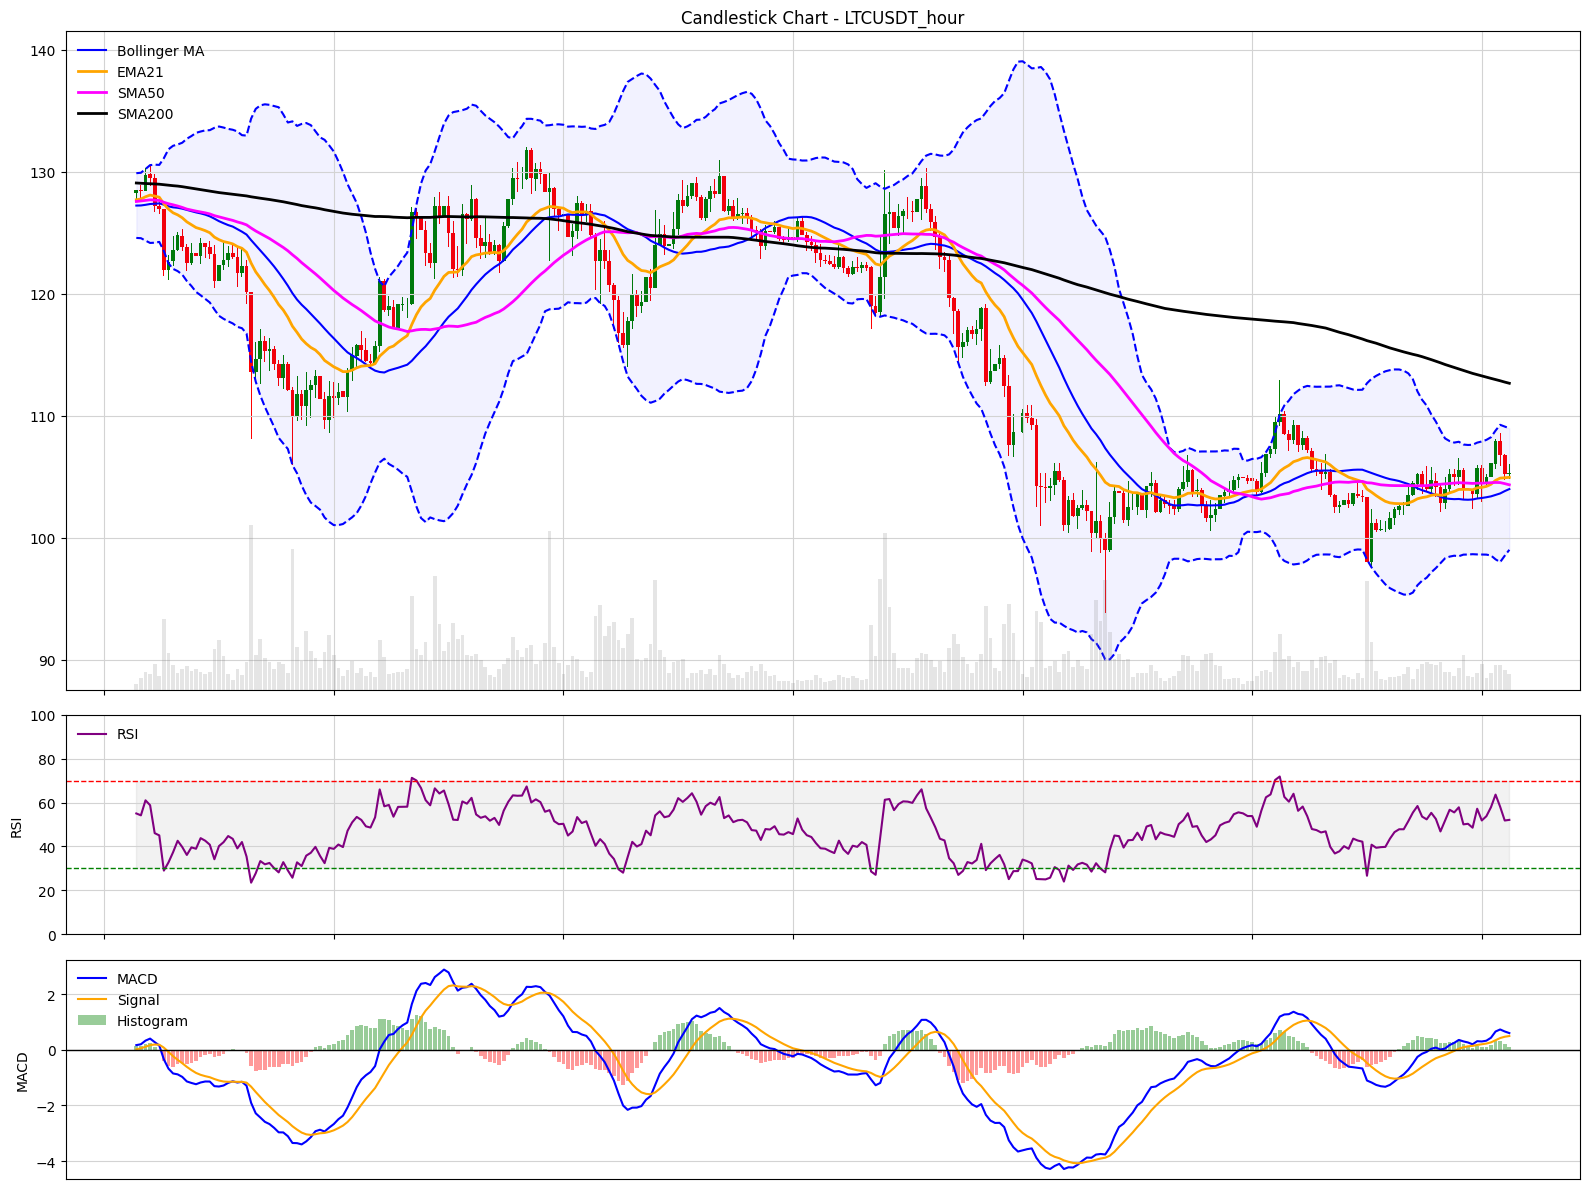 Candlestick Chart - LTCUSDT_hour
140
130
120
110
100
90
Bollinger MA
EMA21
SMA50
SMA200
100
80
60
40
20
0
RSI
RSI
2
0
−2
−4
MACD
MACD
Signal
Histogram